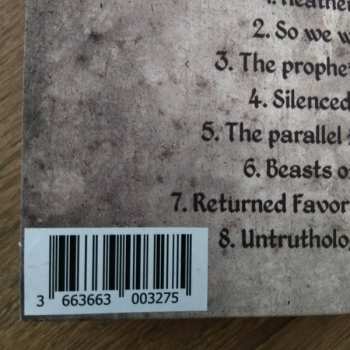 2. So we w
3. The prophe
4. Silenced
5. The parallel
6. Beasts o
7. Returned Favor
8. Untrutholo
3 663663 003275